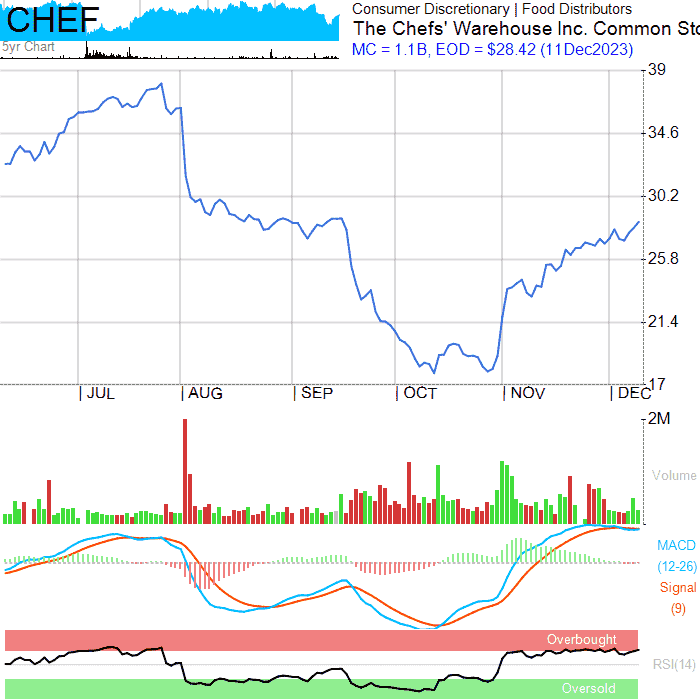 CHEF
5yr Chart
Consumer Discretionary | Food Distributors
The Chefs' Warehouse Inc. Common Sto
MC = 1.1B, EOD = $28.42 (11Dec2023)
39
34.6
30.2
25.8
21.4
17
| JUL | AUG | SEP | OCT | NOV | DEC
2M
Volume
MACD
(12-26)
Signal
(9)
Overbought
RSI(14)
Oversold